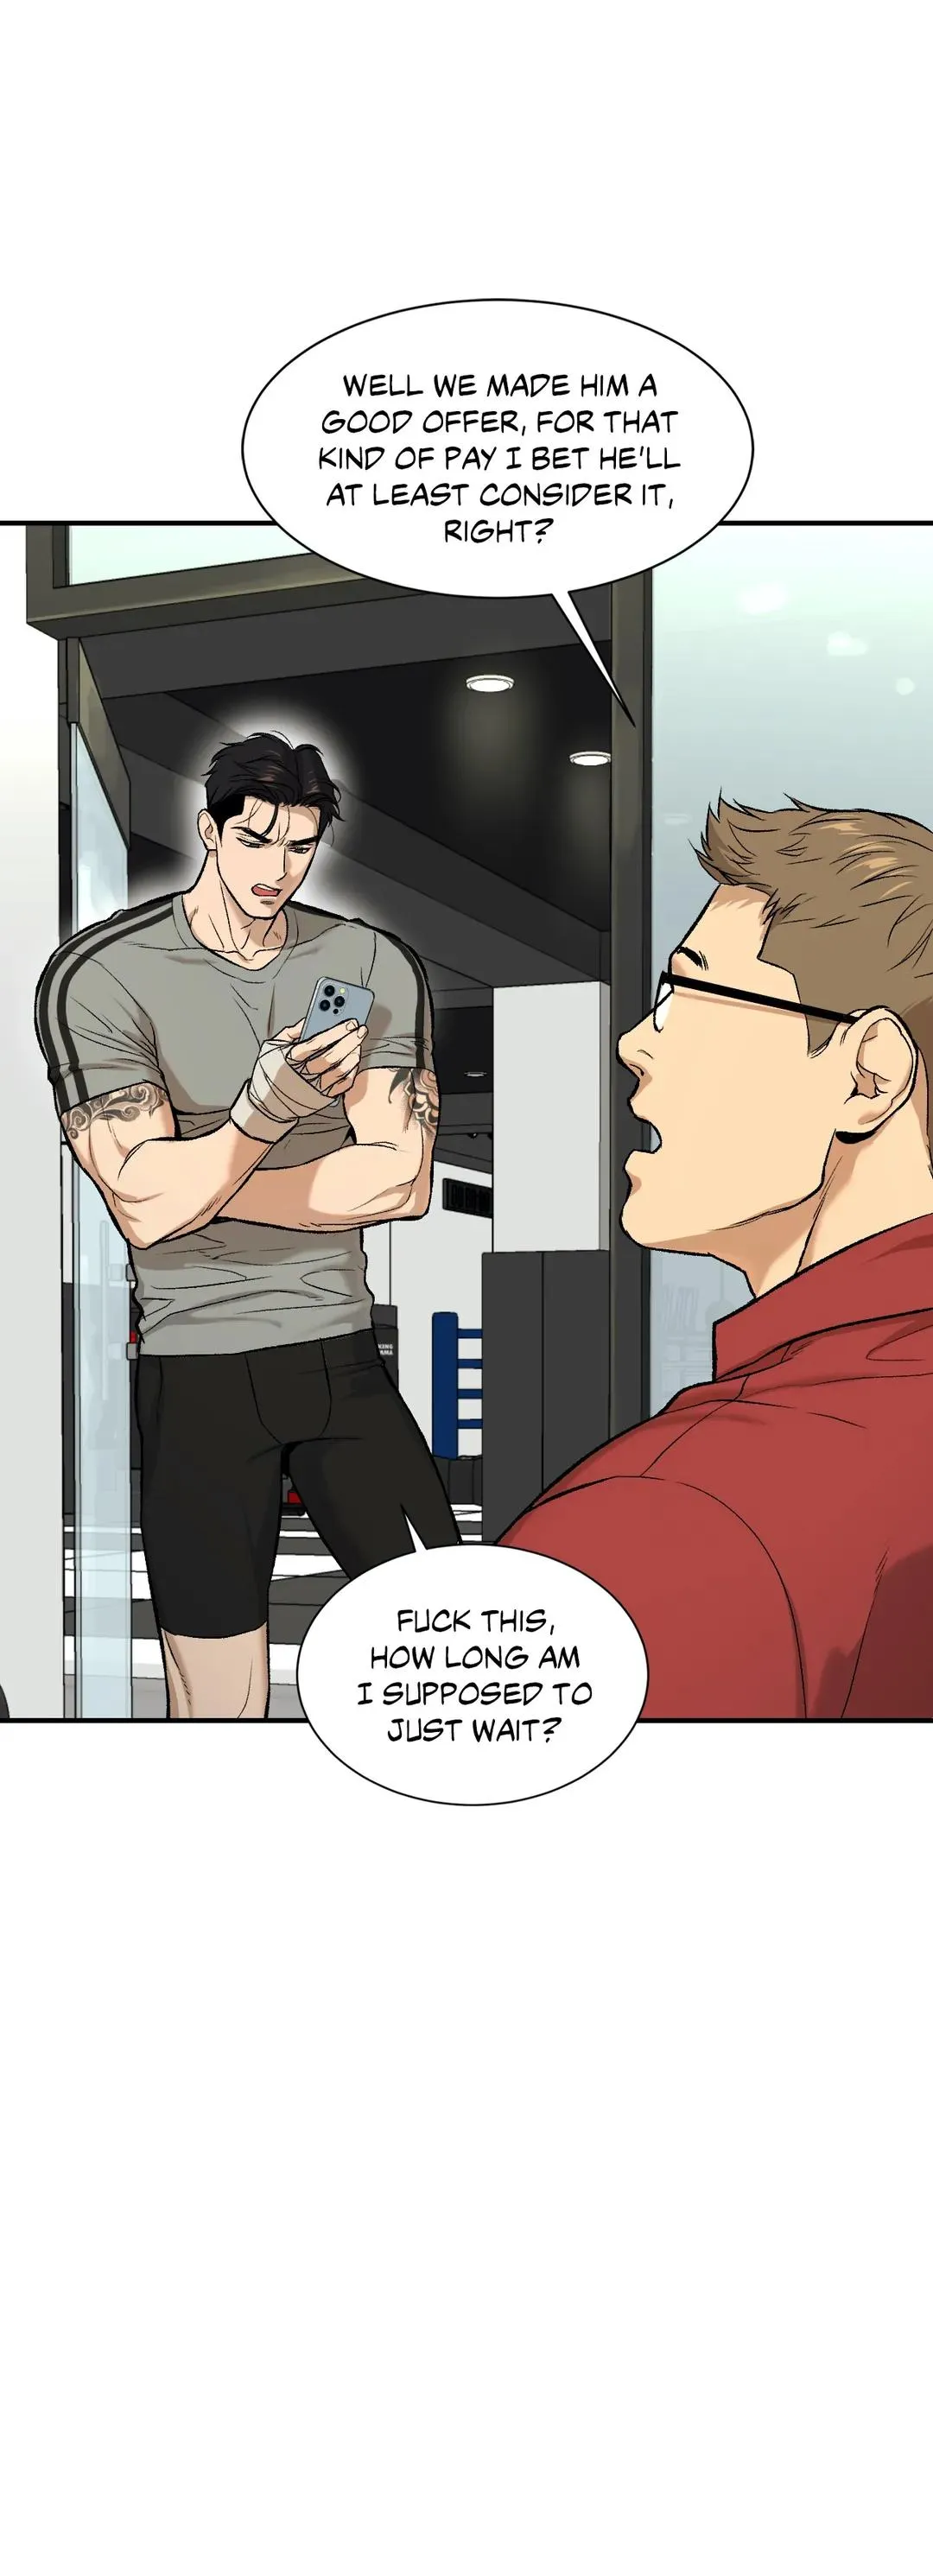 WELL WE MADE HIM A
GOOD OFFER, FOR THAT
KIND OF PAY I BET HE'LL
AT LEAST CONSIDER IT,
RIGHT?
FUCK THIS,
HOW LONG AM
I SUPPOSED TO
JUST WAIT?